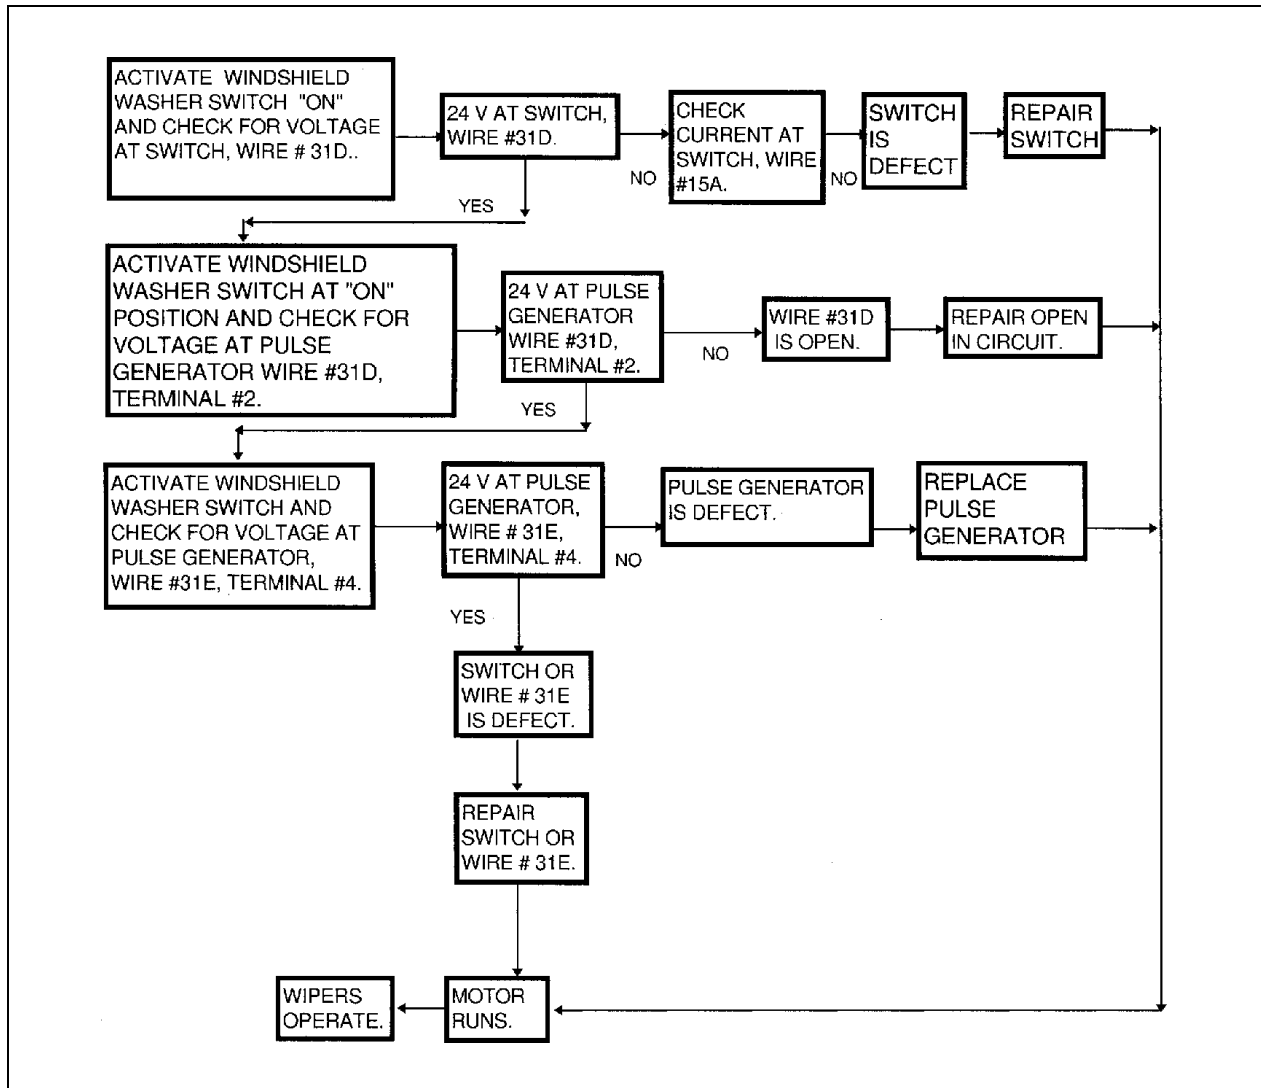 ACTIVATE WINDSHIELD
WASHER SWITCH "ON"
AND CHECK FOR VOLTAGE
AT SWITCH, WIRE # 31D..
24 V AT SWITCH,
WIRE #31D.
NO
CHECK
CURRENT AT
SWITCH, WIRE
#15A.
NO
SWITCH
IS
DEFECT
REPAIR
SWITCH
YES
ACTIVATE WINDSHIELD
WASHER SWITCH AT "ON"
POSITION AND CHECK FOR
VOLTAGE AT PULSE
GENERATOR WIRE #31D,
TERMINAL #2.
24 V AT PULSE
GENERATOR
WIRE #31D,
TERMINAL #2.
NO
WIRE #31D
IS OPEN.
REPAIR OPEN
IN CIRCUIT.
YES
ACTIVATE WINDSHIELD
WASHER SWITCH AND
CHECK FOR VOLTAGE AT
PULSE GENERATOR,
WIRE #31E, TERMINAL #4.
24 V AT PULSE
GENERATOR,
WIRE # 31E,
TERMINAL #4.
NO
PULSE GENERATOR
IS DEFECT.
REPLACE
PULSE
GENERATOR
YES
SWITCH OR
WIRE # 31E
IS DEFECT.
REPAIR
SWITCH OR
WIRE # 31E.
WIPERS
OPERATE.
MOTOR
RUNS.